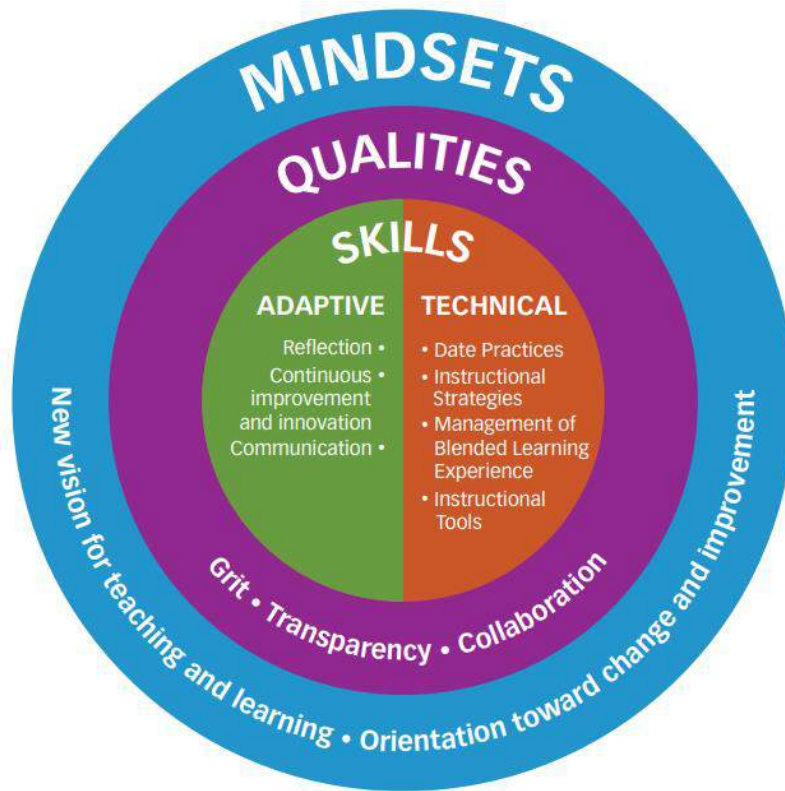 MINDSETS
QUALITIES
SKILLS
ADAPTIVE
Reflection •
Continuous •
improvement
and innovation
Communication •
TECHNICAL
• Date Practices
• Instructional
Strategies
• Management of
Blended Learning
Experience
• Instructional
Tools
Grit • Transparency • Collaboration
New vision for teaching and learning • Orientation toward change and improvement